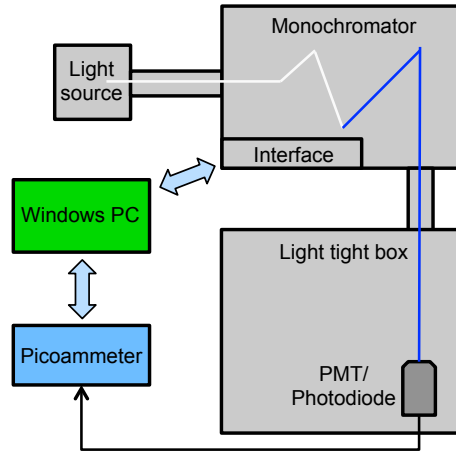 Monochromator
Light
source
Interface
Windows PC
Light tight box
Picoammeter
PMT/
Photodiode